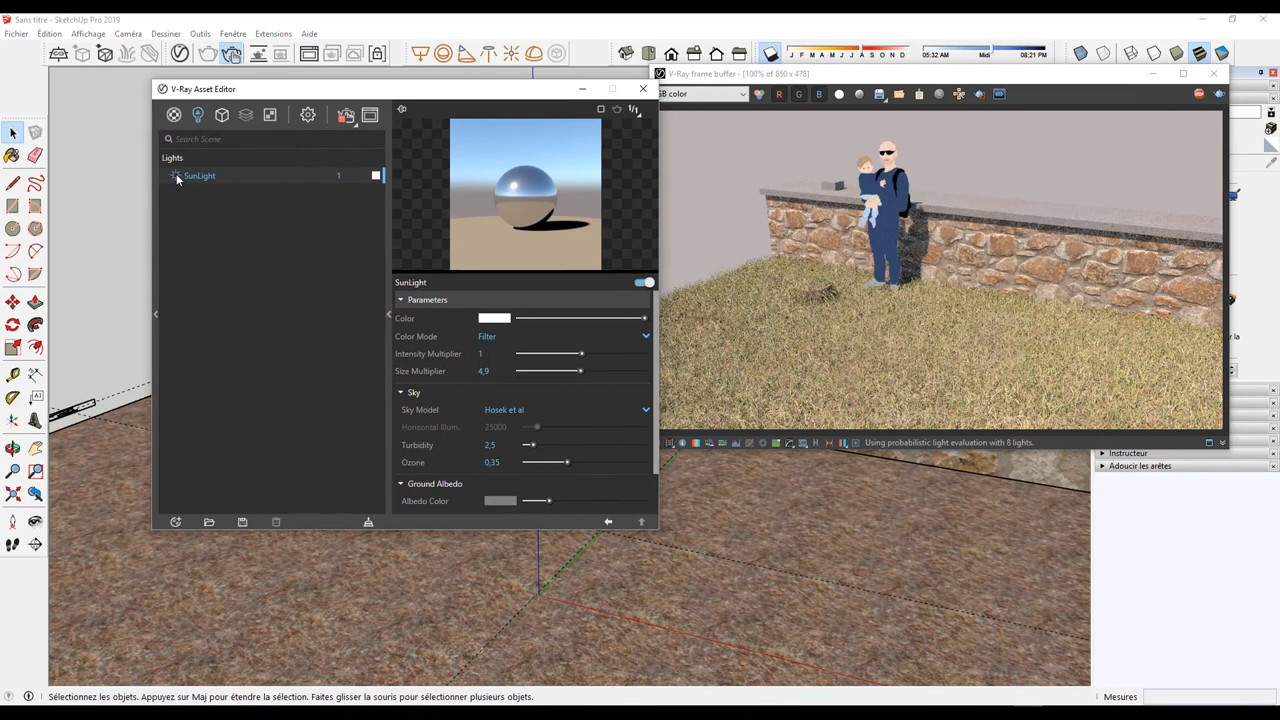 Sans titre - SketchUp Pro 2019
Fichier Édition Affichage Caméra Dessiner Outils Fenêtre Extensions Aide
J F M A M J J A S O N D 05:32 AM Midi 08:21 PM
V-Ray frame buffer - [100% of 850 x 478]
GB color
R G B
V-Ray Asset Editor
1/1
Search Scene
Lights
SunLight 1
SunLight
Parameters
Color
Color Mode Filter
Intensity Multiplier 1
Size Multiplier 4,9
Sky
Sky Model Hosek et al
Horizontal Illum. 25000
Turbidity 2,5
Ozone 0,35
Ground Albedo
Albedo Color
Using probabilistic light evaluation with 8 lights.
Instructeur
Adoucir les arêtes
Sélectionnez les objets. Appuyez sur Maj pour étendre la sélection. Faites glisser la souris pour sélectionner plusieurs objets.
Mesures